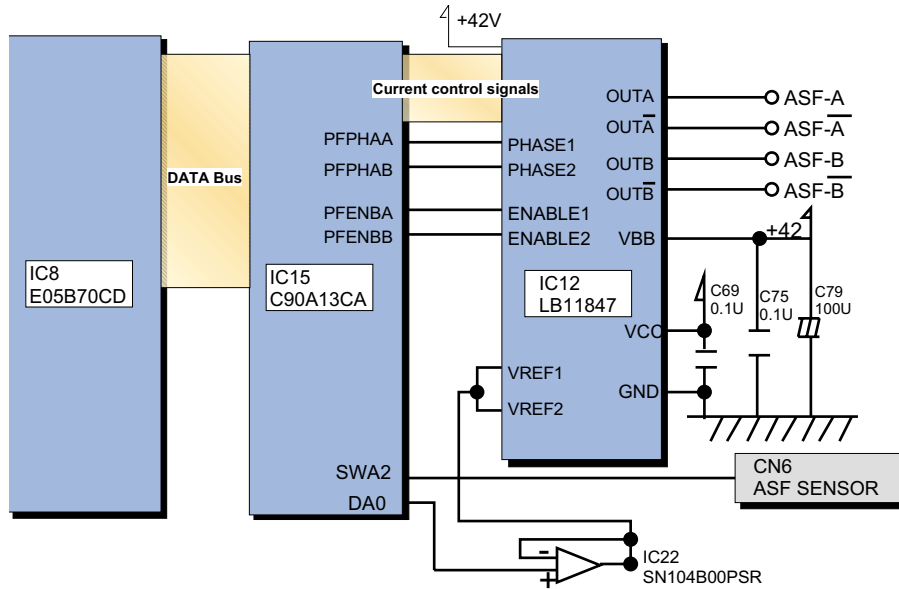 +42V
Current control signals
OUTA
ASF-A
OUTA̅
ASF-A̅
PFPHAA
PHASE1
OUTB
ASF-B
PFPHAB
PHASE2
OUTB̅
ASF-B̅
DATA Bus
PFENBA
ENABLE1
PFENBB
ENABLE2
VBB
+42
IC8
E05B70CD
IC15
C90A13CA
IC12
LB11847
C69
0.1U
C75
0.1U
C79
100U
VCC
VREF1
GND
VREF2
SWA2
CN6
ASF SENSOR
DA0
-
+
IC22
SN104B00PSR